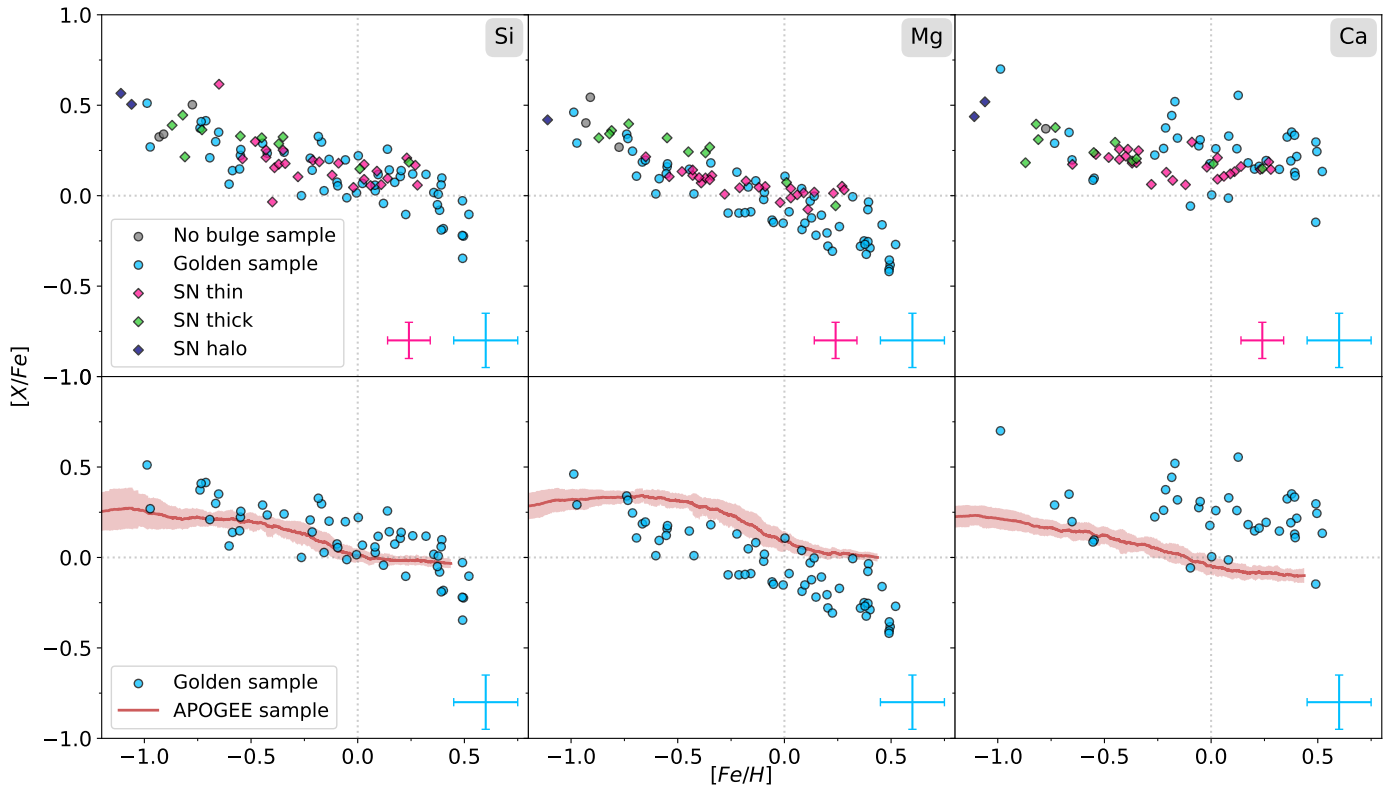 Si
Mg
Ca
1.0
0.5
0.0
−0.5
−1.0
No bulge sample
Golden sample
SN thin
SN thick
SN halo
[X/Fe]
1.0
0.5
0.0
−0.5
−1.0
Golden sample
APOGEE sample
−1.0 −0.5 0.0 0.5 −1.0 −0.5 0.0 0.5 −1.0 −0.5 0.0 0.5
[Fe/H]